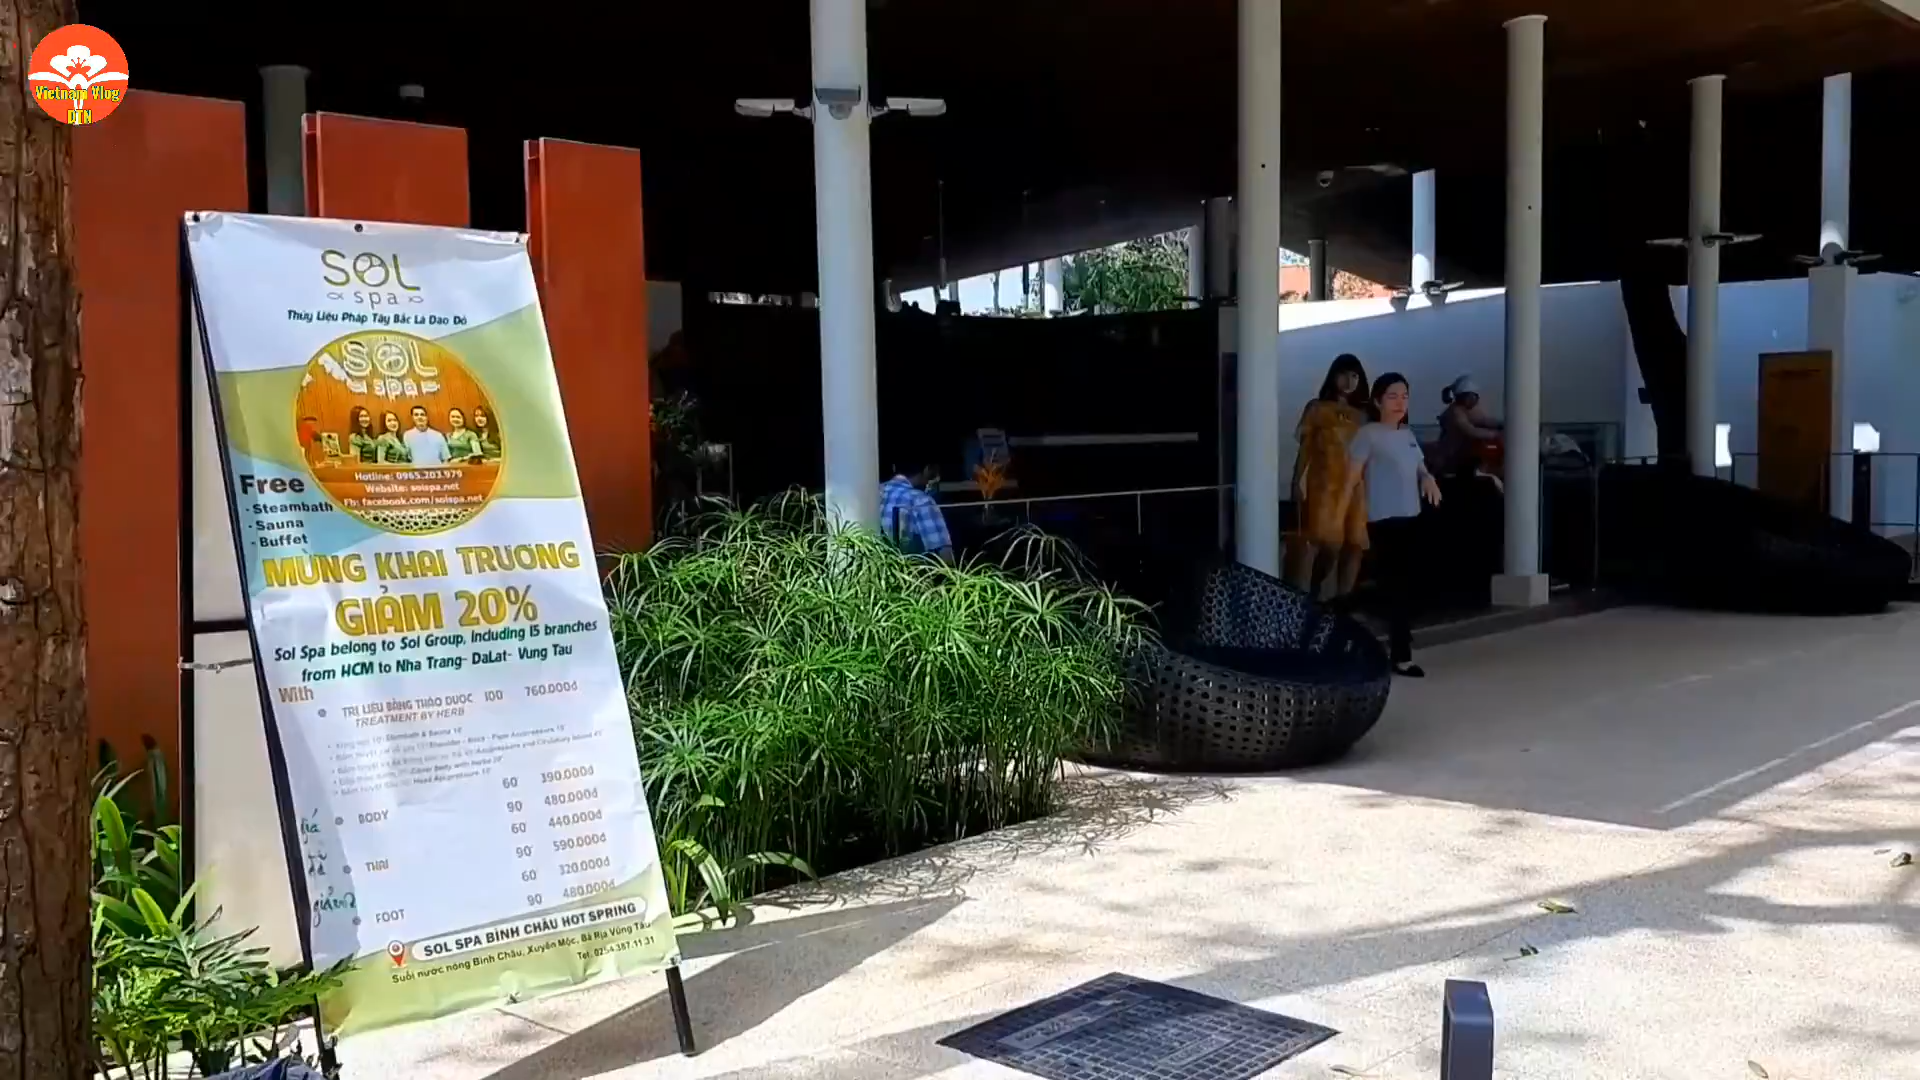 Vietnam Vlog
DTN
SOL
spa
Thủy Liệu Pháp Tây Bắc Lá Dao Đỏ
SOL
spa
Hotline: 0965.203.979
Website: solspa.net
Fb: facebook.com/solspa.net
Free
- Steambath
- Sauna
- Buffet
MỪNG KHAI TRƯƠNG
GIẢM 20%
Sol Spa belong to Sol Group, including 15 branches
from HCM to Nha Trang- DaLat- Vung Tau
With
TRỊ LIỆU BẰNG THẢO DƯỢC 100 760.000đ
TREATMENT BY HERB
60' 390.000đ
BODY 90' 480.000đ
60' 440.000đ
THAI 90' 590.000đ
60' 320.000đ
FOOT 90 480.000đ
SOL SPA BÌNH CHÂU HOT SPRING
Suối nước nóng Bình Châu, Xuyên Mộc, Bà Rịa Vũng Tàu
Tel. 0254.387.11.31